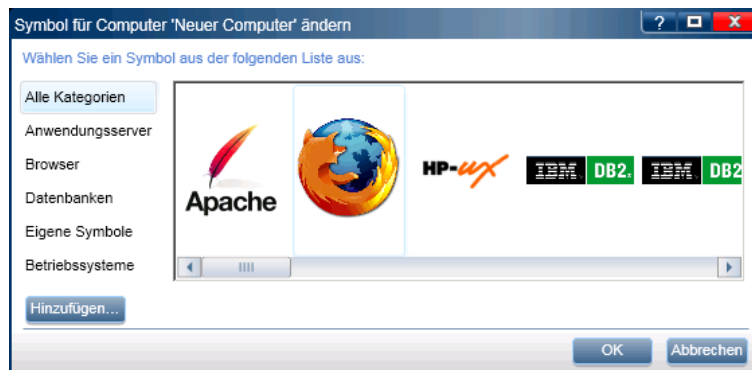 Symbol für Computer 'Neuer Computer' ändern
?
X
Wählen Sie ein Symbol aus der folgenden Liste aus:
Alle Kategorien
Anwendungsserver
Browser
Datenbanken
Eigene Symbole
Betriebssysteme
Apache
HP-ux
IBM. DB2.
IBM. DB2
Hinzufügen...
OK
Abbrechen